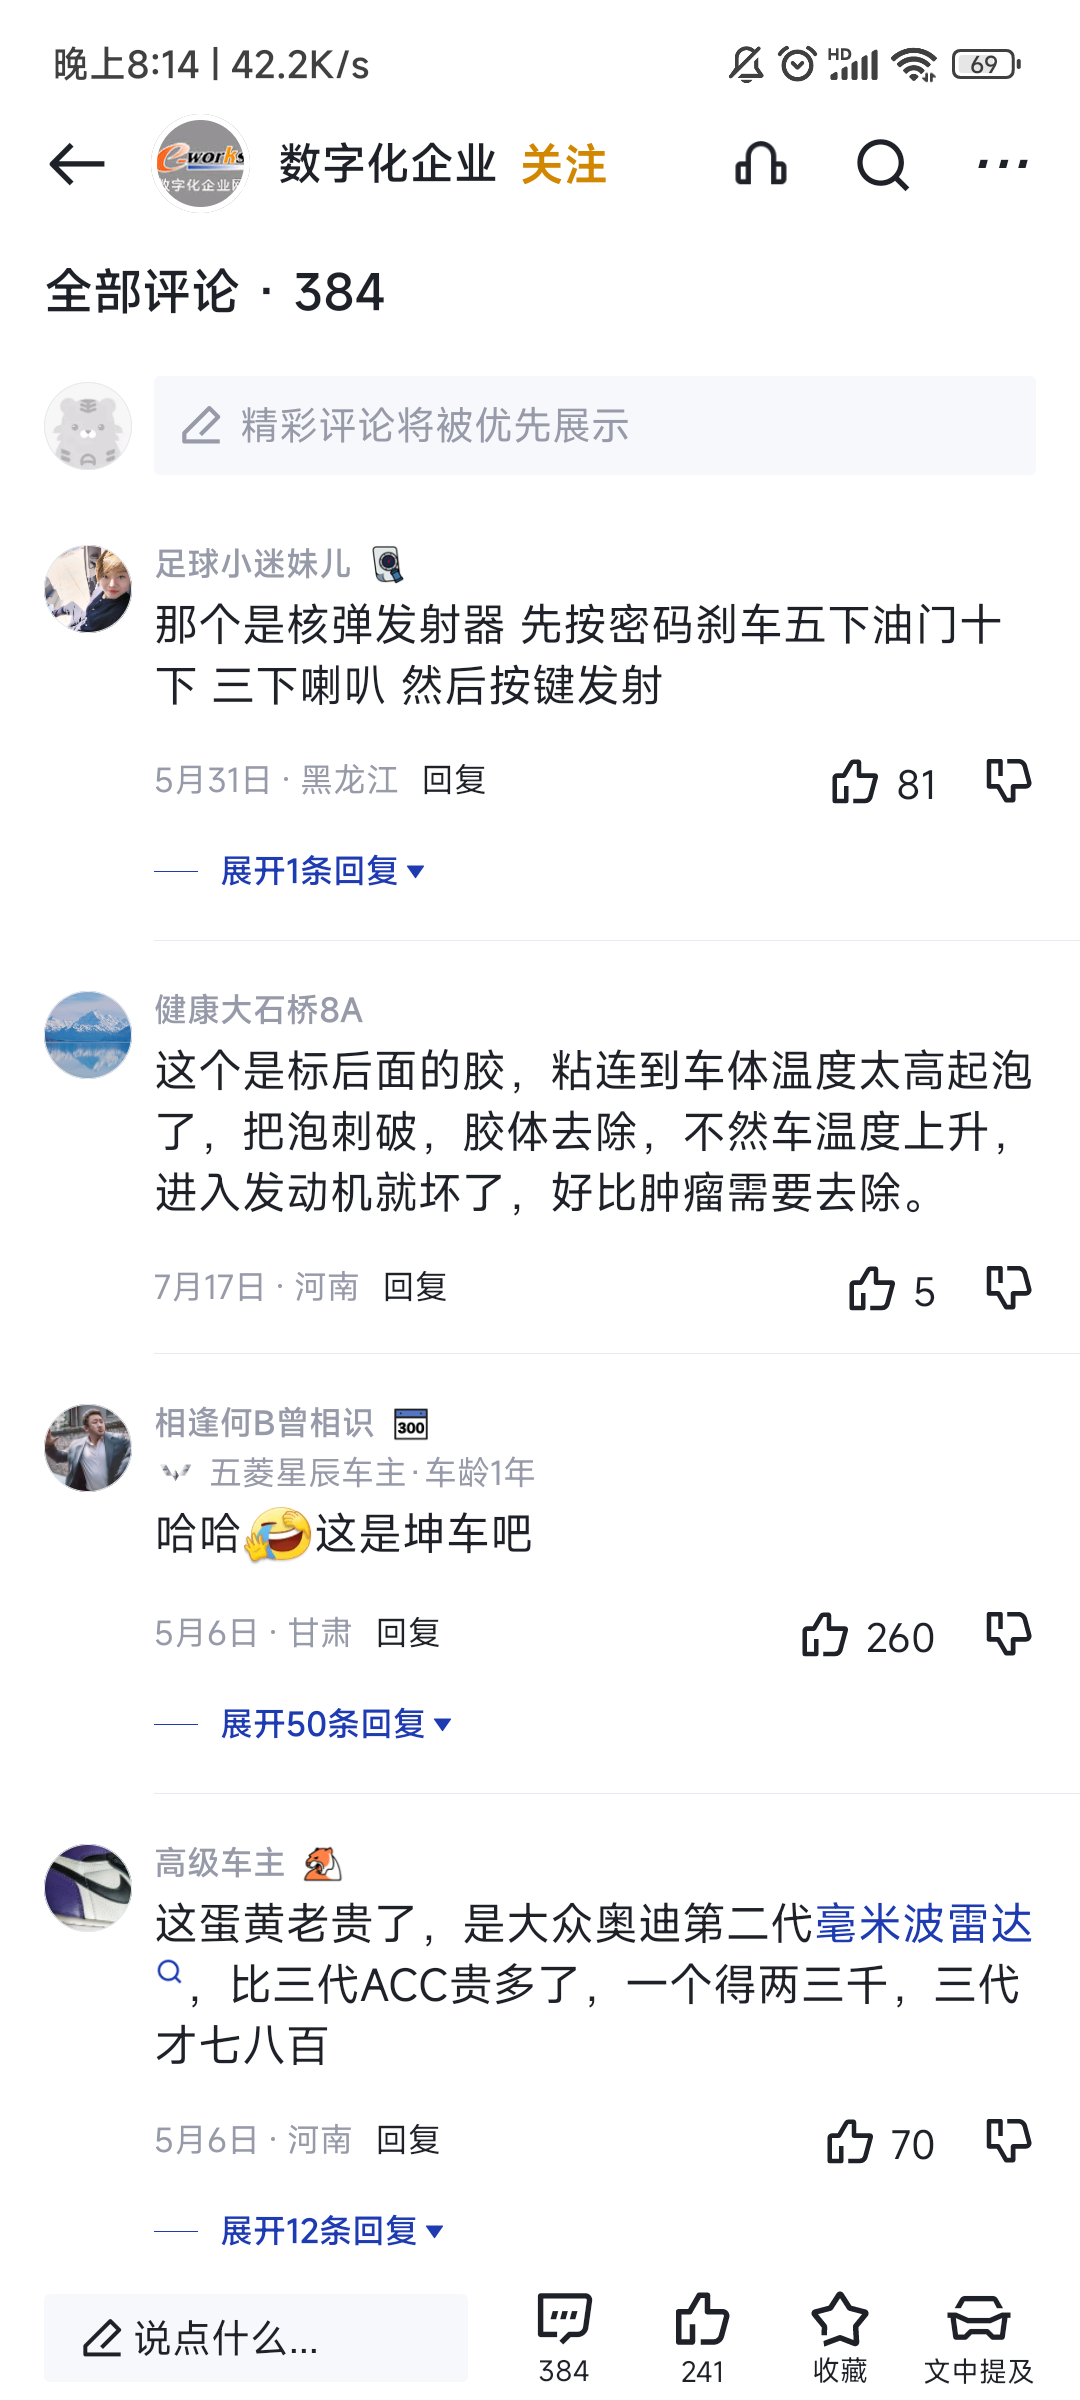 晚上8:14 | 42.2K/s
HD
69
e-works
数字化企业网
数字化企业 关注
全部评论 · 384
精彩评论将被优先展示
足球小迷妹儿
那个是核弹发射器 先按密码刹车五下油门十
下 三下喇叭 然后按键发射
5月31日 · 黑龙江 回复 81
展开1条回复
健康大石桥8A
这个是标后面的胶，粘连到车体温度太高起泡
了，把泡刺破，胶体去除，不然车温度上升，
进入发动机就坏了，好比肿瘤需要去除。
7月17日 · 河南 回复 5
相逢何B曾相识 300
五菱星辰车主·车龄1年
哈哈🤣这是坤车吧
5月6日 · 甘肃 回复 260
展开50条回复
高级车主
这蛋黄老贵了，是大众奥迪第二代毫米波雷达
，比三代ACC贵多了，一个得两三千，三代
才七八百
5月6日 · 河南 回复 70
展开12条回复
说点什么...
384 241 收藏 文中提及